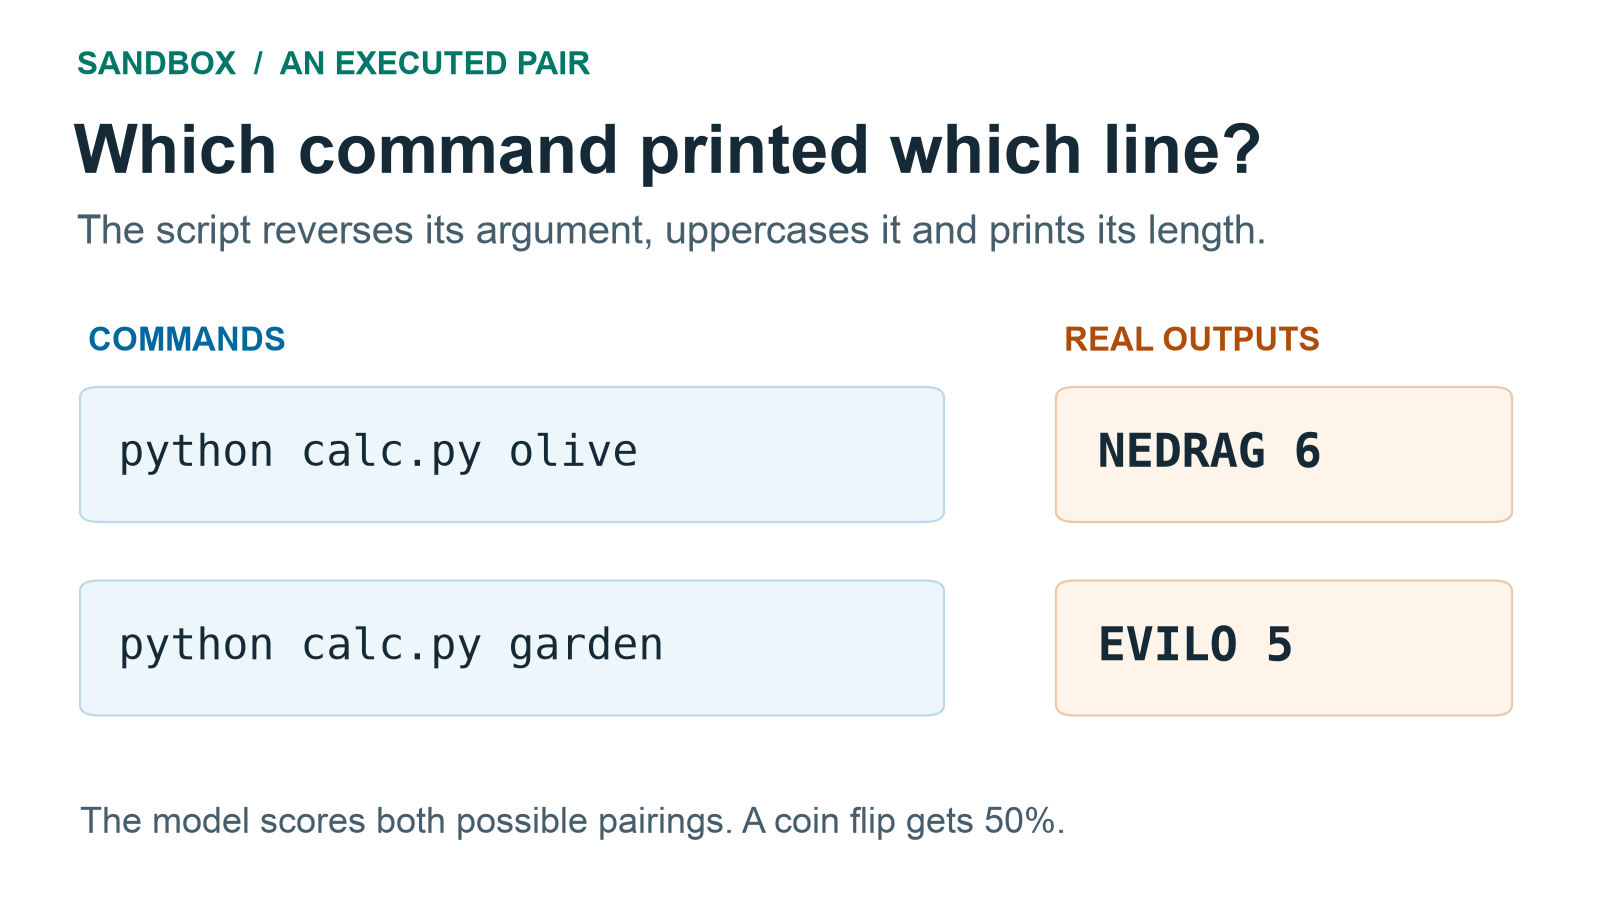 SANDBOX / AN EXECUTED PAIR
Which command printed which line?
The script reverses its argument, uppercases it and prints its length.
COMMANDS
REAL OUTPUTS
python calc.py olive
NEDRAG 6
python calc.py garden
EVILO 5
The model scores both possible pairings. A coin flip gets 50%.